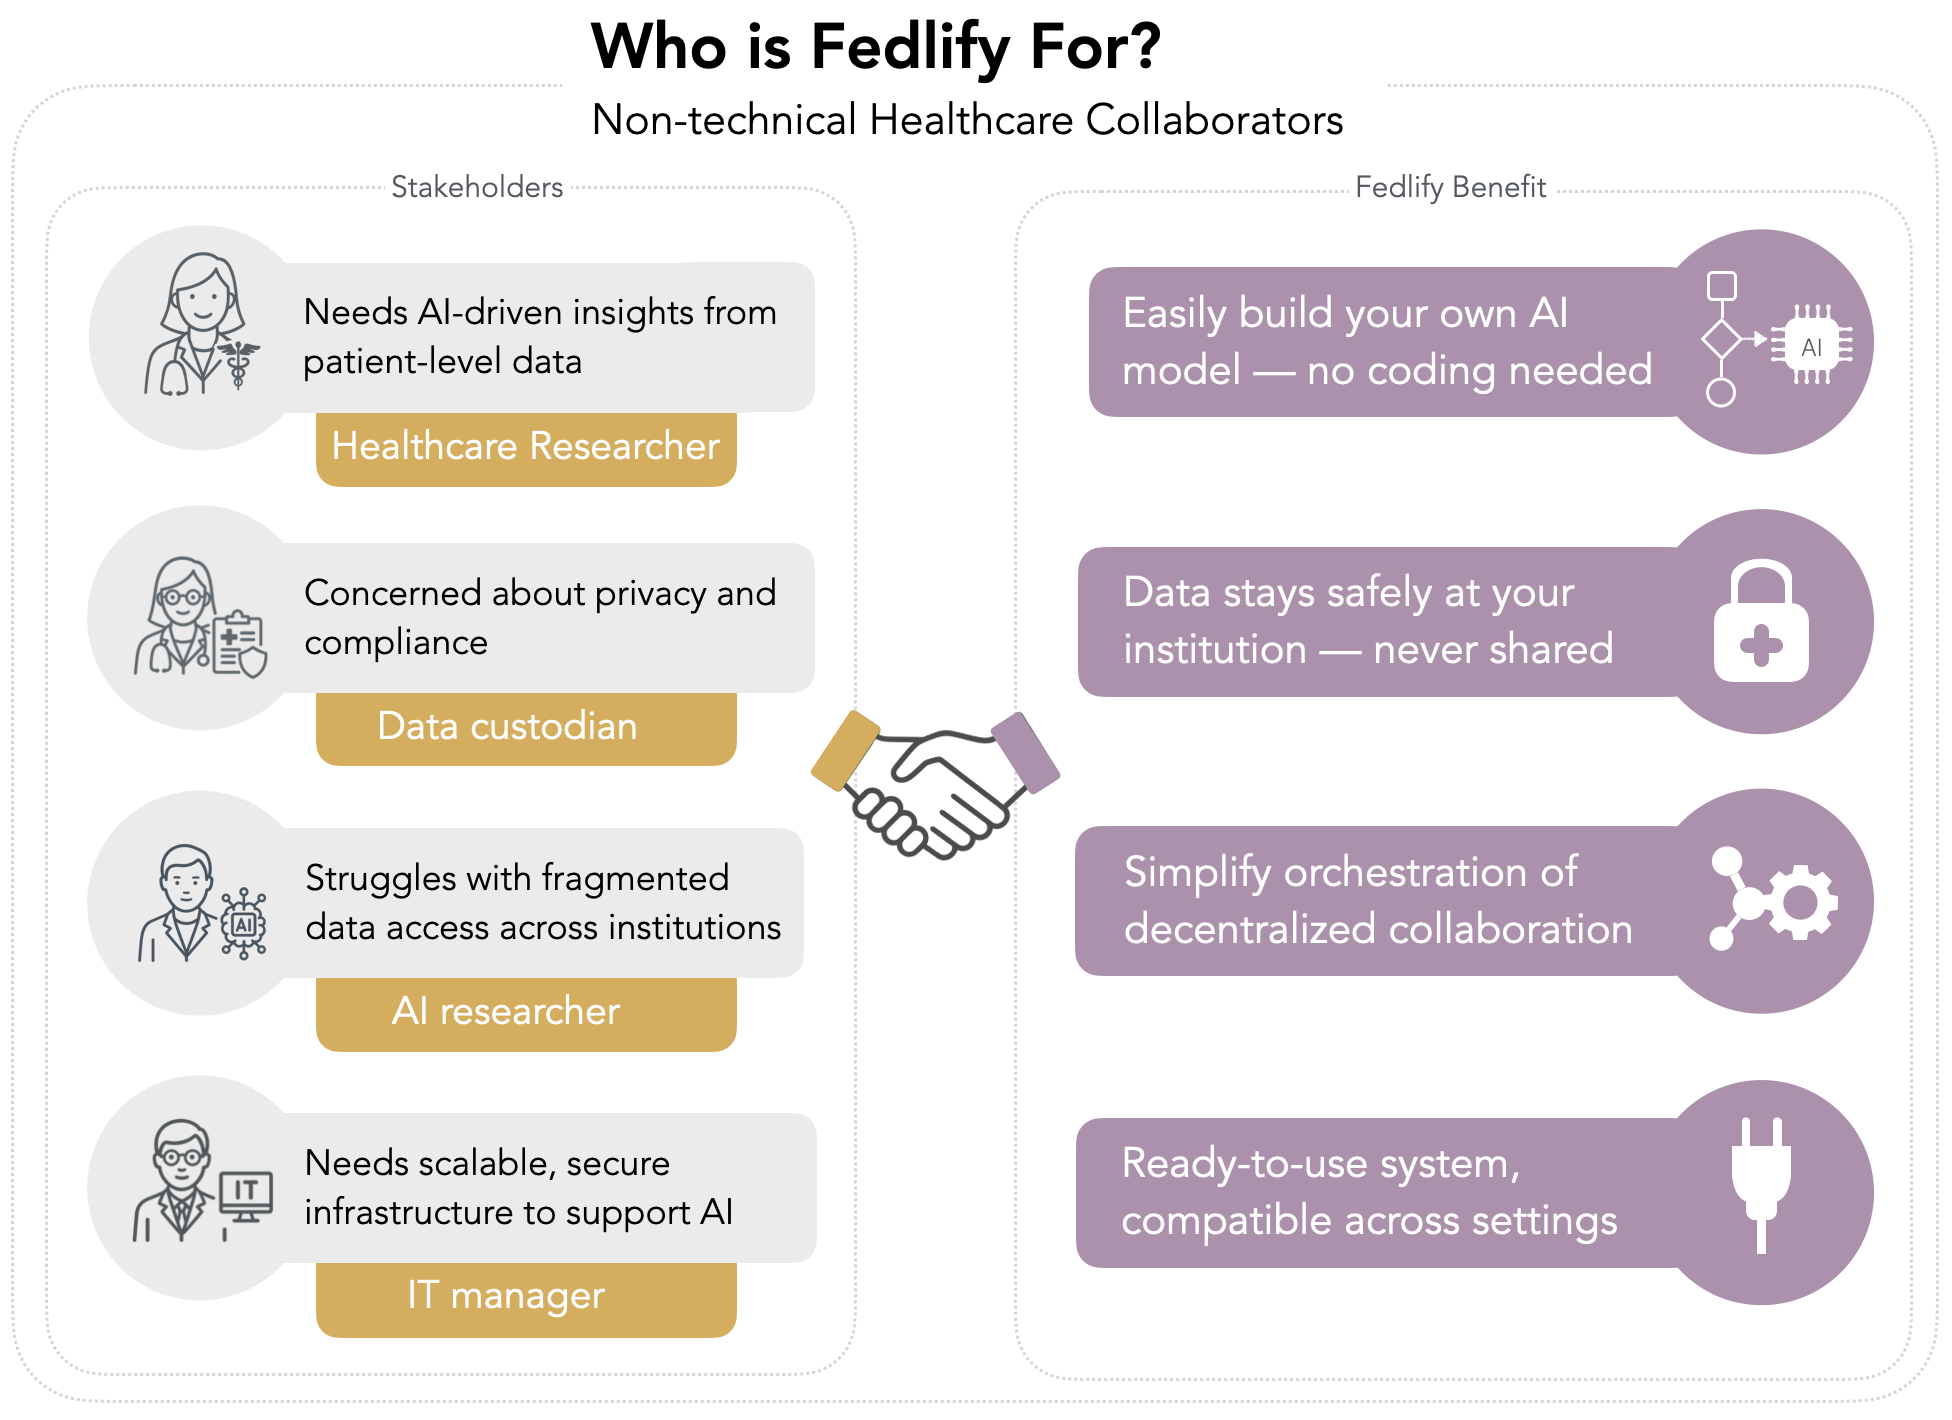 Who is Fedlify For?
Non-technical Healthcare Collaborators
Stakeholders
Needs AI-driven insights from
patient-level data
Healthcare Researcher
Concerned about privacy and
compliance
Data custodian
Struggles with fragmented
data access across institutions
AI
AI researcher
Needs scalable, secure
infrastructure to support AI
IT
IT manager
Fedlify Benefit
Easily build your own AI
model — no coding needed
AI
Data stays safely at your
institution — never shared
Simplify orchestration of
decentralized collaboration
Ready-to-use system,
compatible across settings